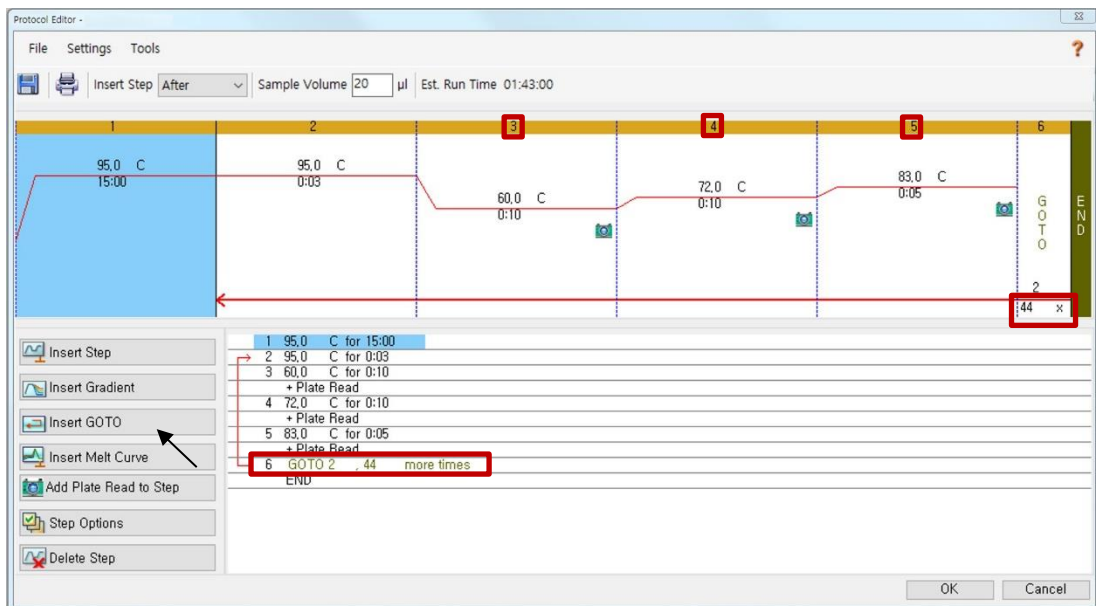 Protocol Editor -
File Settings Tools
?
Insert Step After Sample Volume 20 µl Est. Run Time 01:43:00
1 2 3 4 5 6
95,0 C
15:00
95,0 C
0:03
60,0 C
0:10
72,0 C
0:10
83,0 C
0:05
GOTO
2
44 x
END
Insert Step
Insert Gradient
Insert GOTO
Insert Melt Curve
Add Plate Read to Step
Step Options
Delete Step
1 95,0 C for 15:00
2 95,0 C for 0:03
3 60,0 C for 0:10
+ Plate Read
4 72,0 C for 0:10
+ Plate Read
5 83,0 C for 0:05
+ Plate Read
6 GOTO 2 , 44 more times
END
OK Cancel